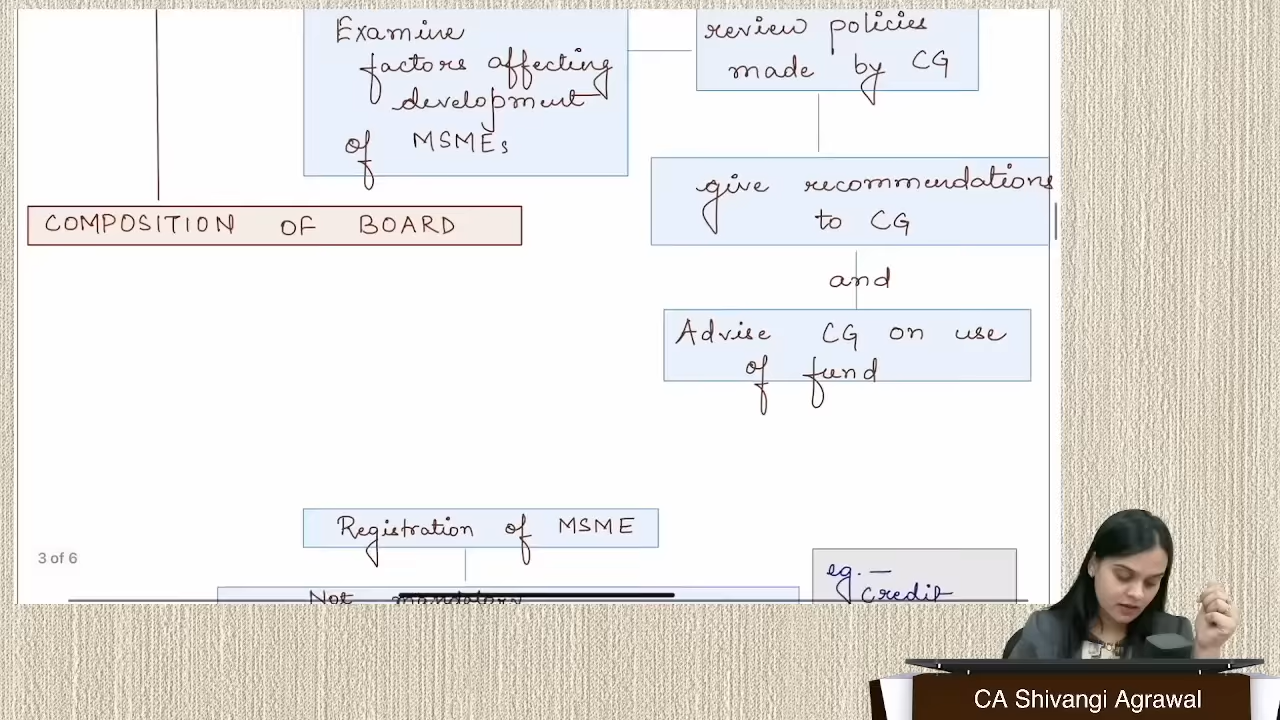 Examine
factors affecting
development
of MSMEs
review policies
made by CG
give recommendations
to CG
COMPOSITION OF BOARD
and
Advise CG on use
of fund
Registration of MSME
3 of 6
Not mandatory
eg. —
credit
CA Shivangi Agrawal